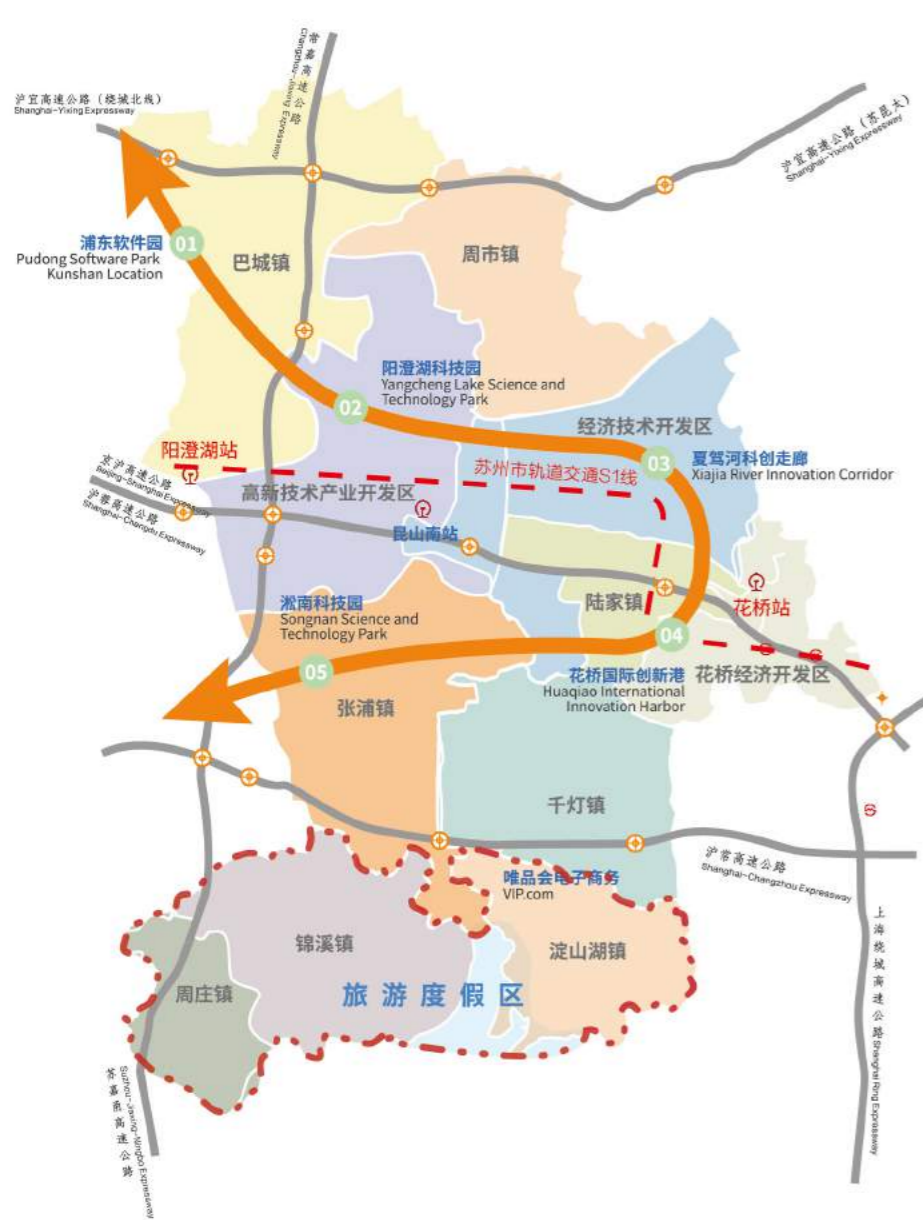 常嘉高速公路
Changzhou-Jiaxing Expressway
沪宜高速公路（绕城北线）
Shanghai-Yixing Expressway
沪宜高速公路（苏昆太）
Shanghai-Yixing Expressway
01
浦东软件园
Pudong Software Park
Kunshan Location
巴城镇
周市镇
阳澄湖科技园
Yangcheng Lake Science and
Technology Park
02
经济技术开发区
03
夏驾河科创走廊
Xiajia River Innovation Corridor
阳澄湖站
苏州市轨道交通S1线
京沪高速公路
Beijing-Shanghai Expressway
沪蓉高速公路
Shanghai-Changdu Expressway
高新技术产业开发区
昆山南站
陆家镇
花桥站
淞南科技园
Songnan Science and
Technology Park
04
05
花桥国际创新港
Huaqiao International
Innovation Harbor
花桥经济开发区
张浦镇
千灯镇
沪常高速公路
Shanghai-Changzhou Expressway
唯品会电子商务
VIP.com
锦溪镇
淀山湖镇
周庄镇
旅游度假区
上海绕城高速公路
Shanghai Ring Expressway
苏嘉甬高速公路
Suzhou-Jiaxing-Ningbo Expressway